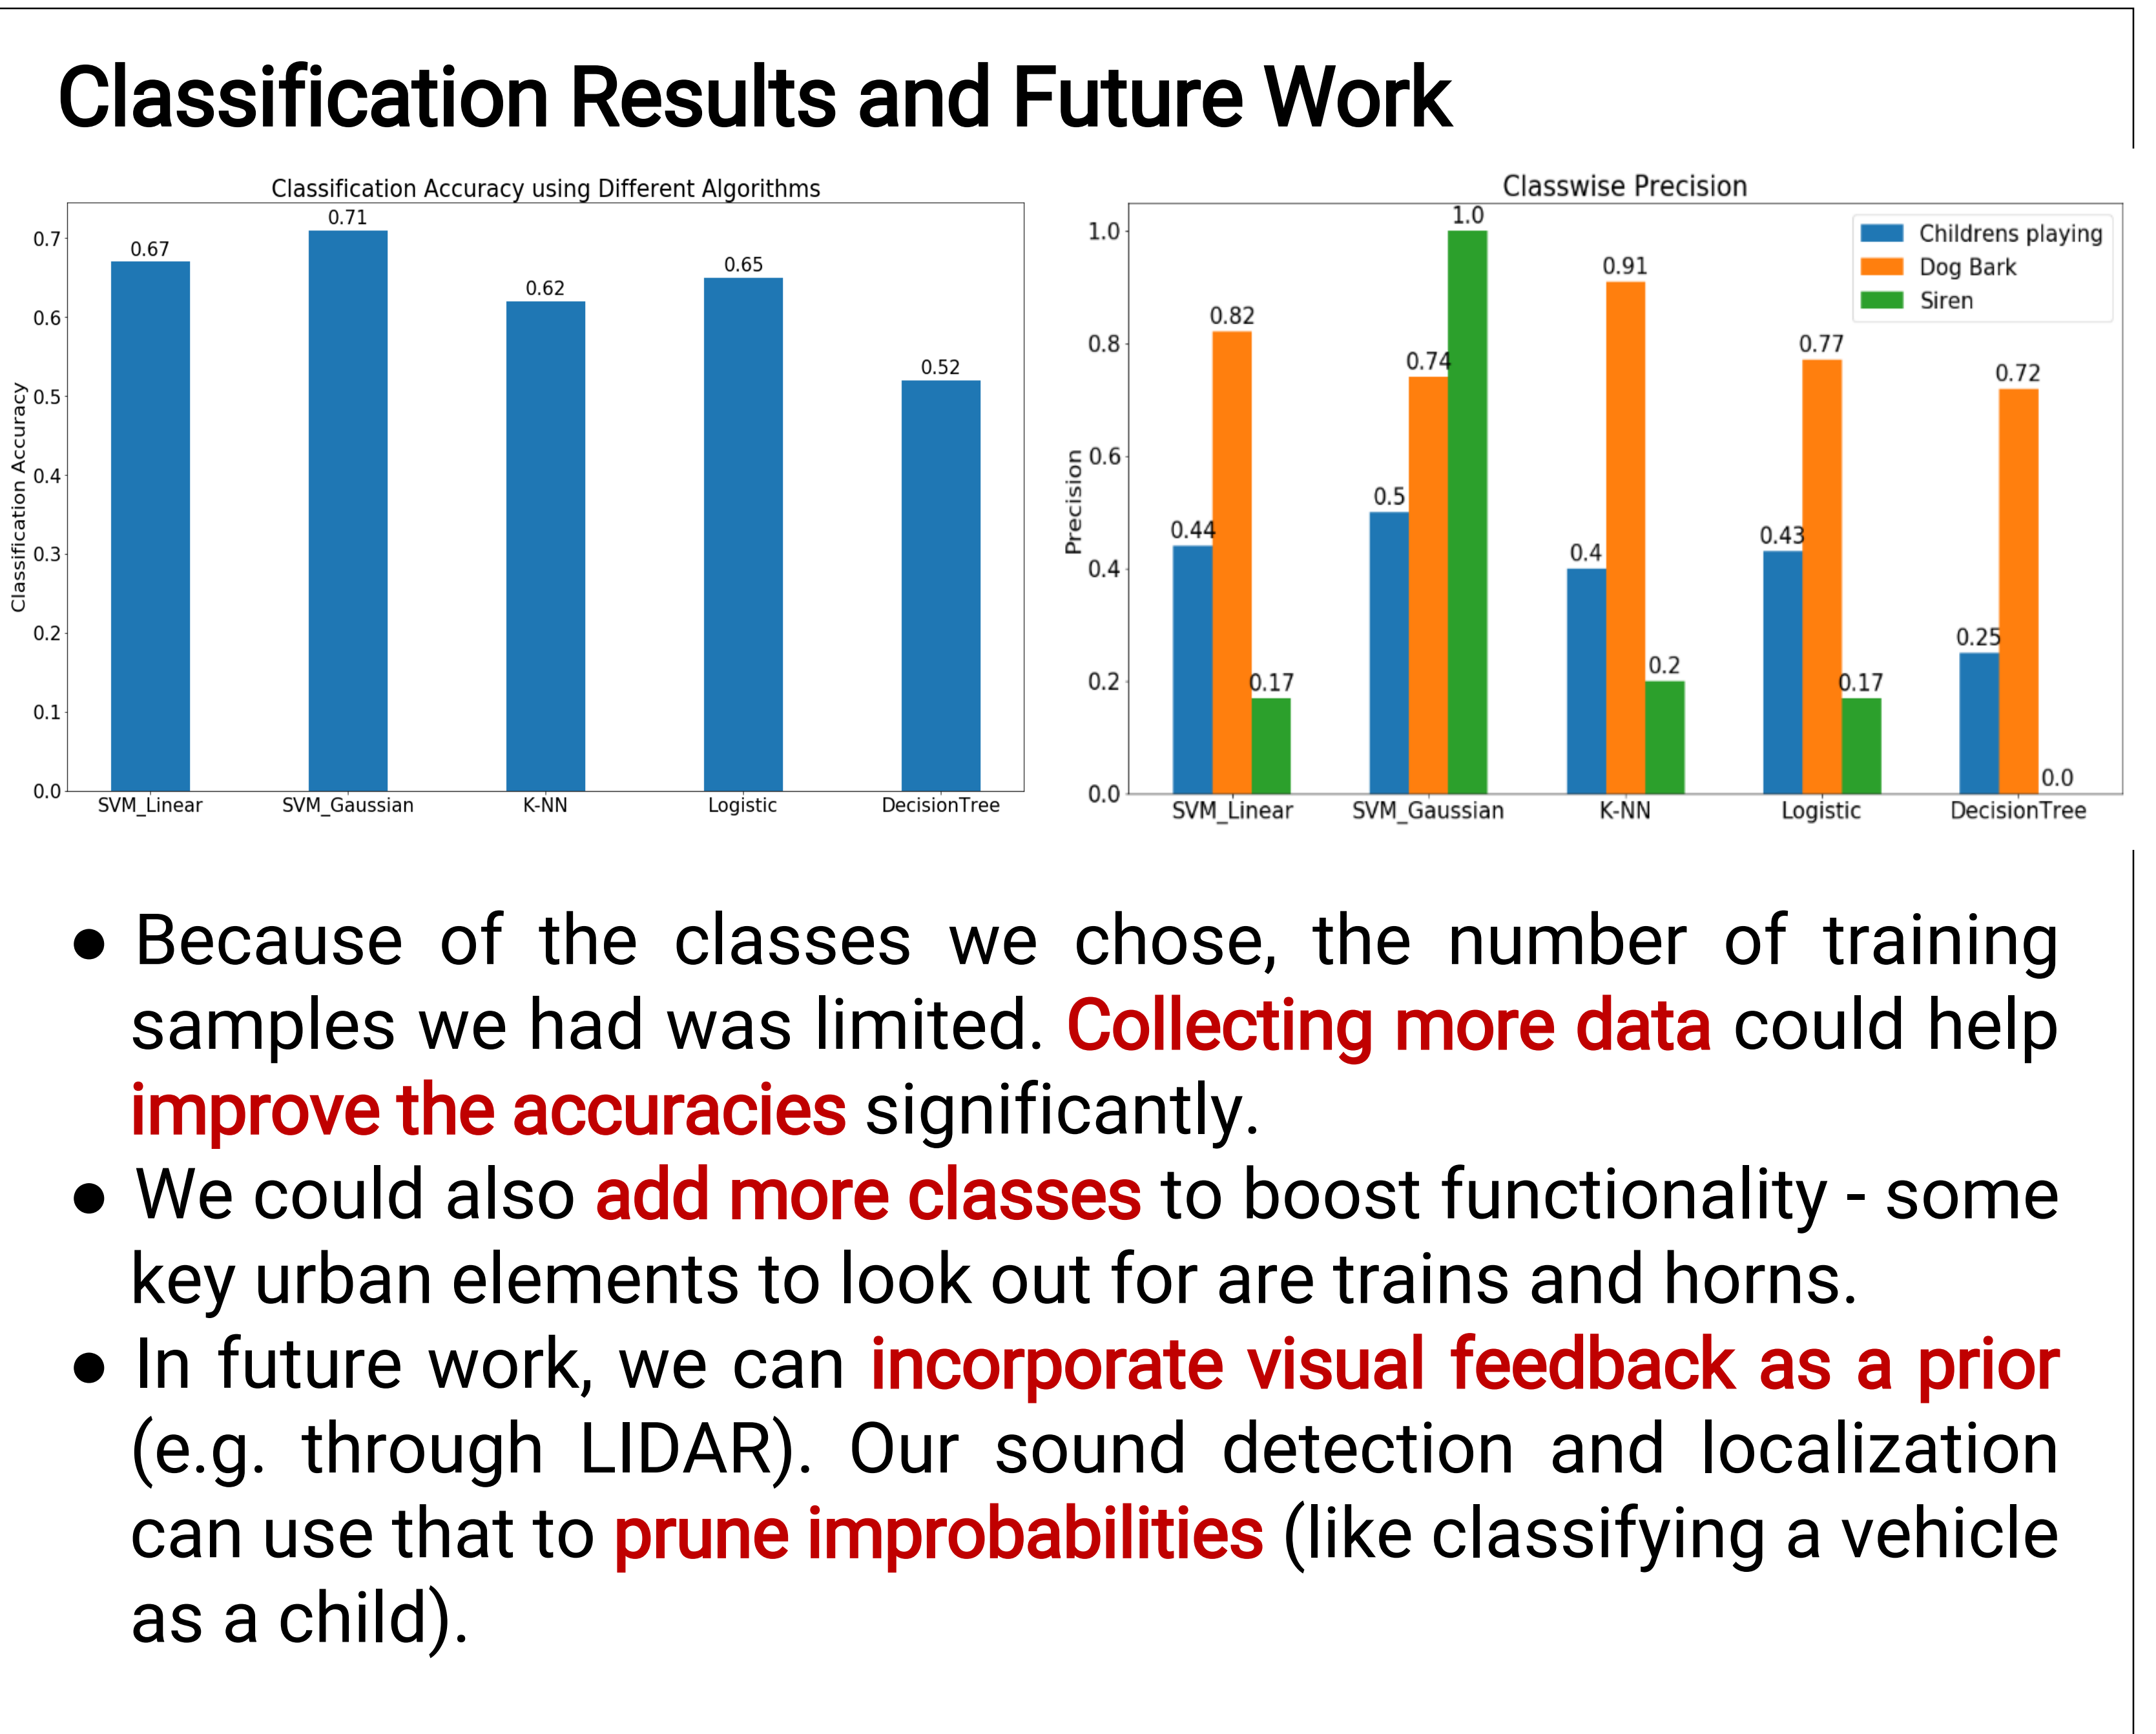 Classification Results and Future Work
Classification Accuracy using Different Algorithms
Classification Accuracy
0.7
0.6
0.5
0.4
0.3
0.2
0.1
0.0
0.67
0.71
0.62
0.65
0.52
SVM_Linear
SVM_Gaussian
K-NN
Logistic
DecisionTree
Classwise Precision
Precision
1.0
0.8
0.6
0.4
0.2
0.0
Childrens playing
Dog Bark
Siren
0.44
0.82
0.17
0.5
0.74
1.0
0.4
0.91
0.2
0.43
0.77
0.17
0.25
0.72
0.0
SVM_Linear
SVM_Gaussian
K-NN
Logistic
DecisionTree
● Because of the classes we chose, the number of training
samples we had was limited. Collecting more data could help
improve the accuracies significantly.
● We could also add more classes to boost functionality - some
key urban elements to look out for are trains and horns.
● In future work, we can incorporate visual feedback as a prior
(e.g. through LIDAR). Our sound detection and localization
can use that to prune improbabilities (like classifying a vehicle
as a child).